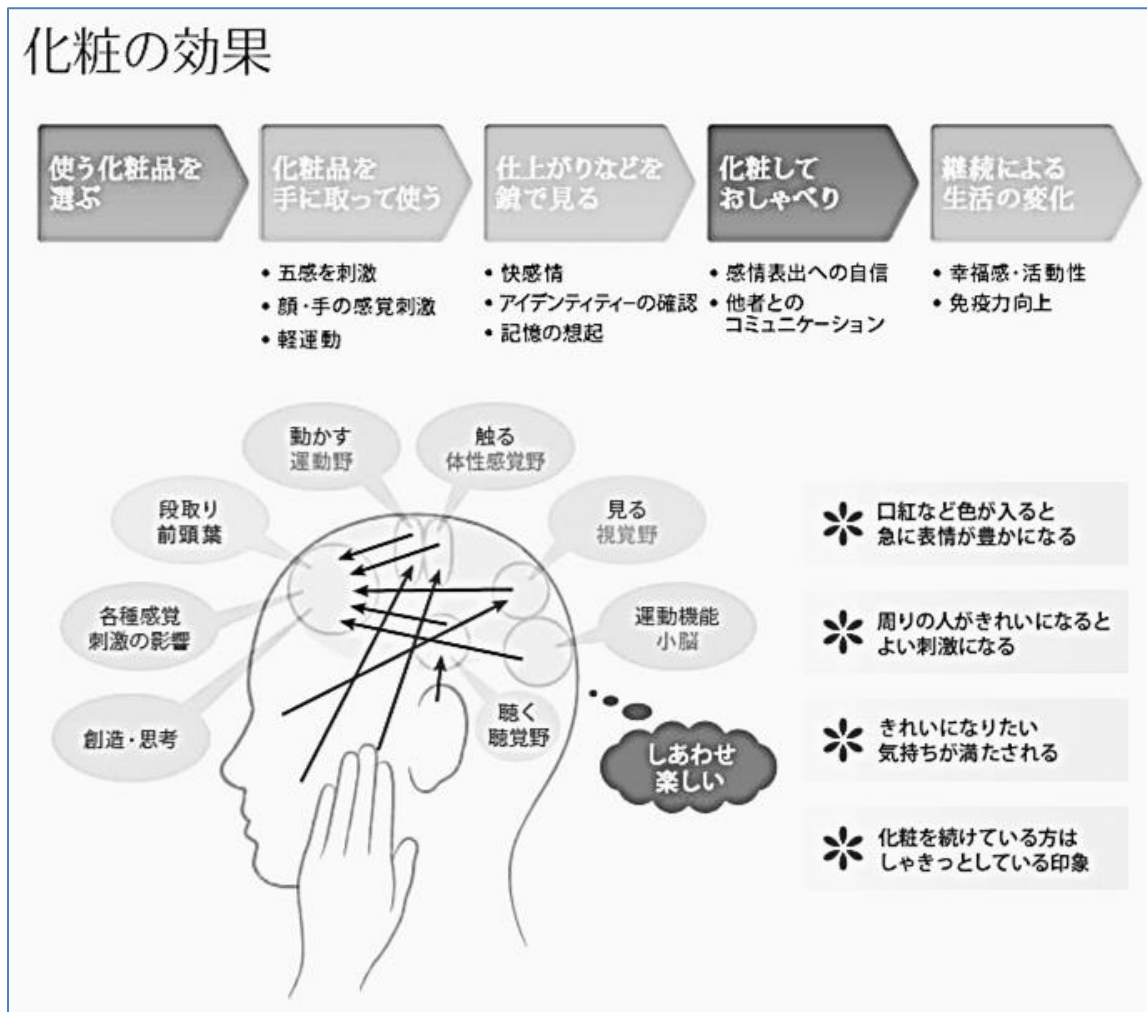 化粧の効果
使う化粧品を
選ぶ
化粧品を
手に取って使う
仕上がりなどを
鏡で見る
化粧して
おしゃべり
継続による
生活の変化
• 五感を刺激
• 顔・手の感覚刺激
• 軽運動
• 快感情
• アイデンティティーの確認
• 記憶の想起
• 感情表出への自信
• 他者との
コミュニケーション
• 幸福感・活動性
• 免疫力向上
動かす
運動野
触る
体性感覚野
段取り
前頭葉
見る
視覚野
各種感覚
刺激の影響
運動機能
小脳
創造・思考
聴く
聴覚野
しあわせ
楽しい
口紅など色が入ると
急に表情が豊かになる
周りの人がきれいになると
よい刺激になる
きれいになりたい
気持ちが満たされる
化粧を続けている方は
しゃきっとしている印象